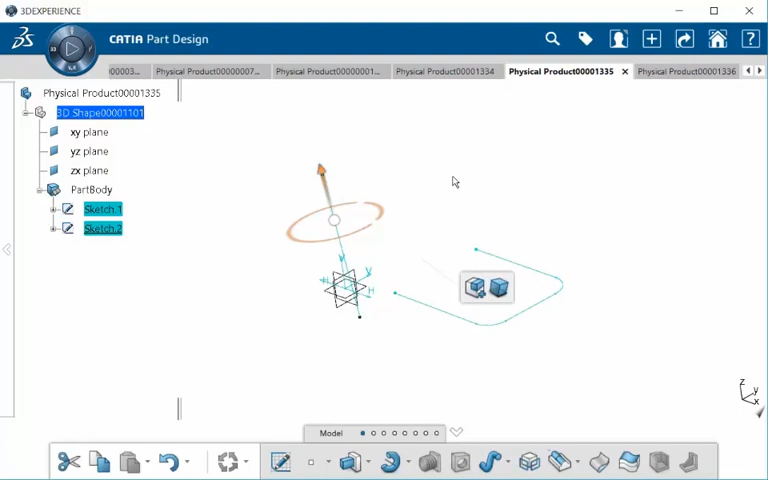 3DEXPERIENCE
CATIA Part Design
00003...
Physical Product0000007...
Physical Product00000001...
Physical Product00001334
Physical Product00001335
Physical Product00001336
Physical Product00001335
3D Shape00001101
xy plane
yz plane
zx plane
PartBody
Sketch.1
Sketch.2
V
H
V
H
z
y
x
Model